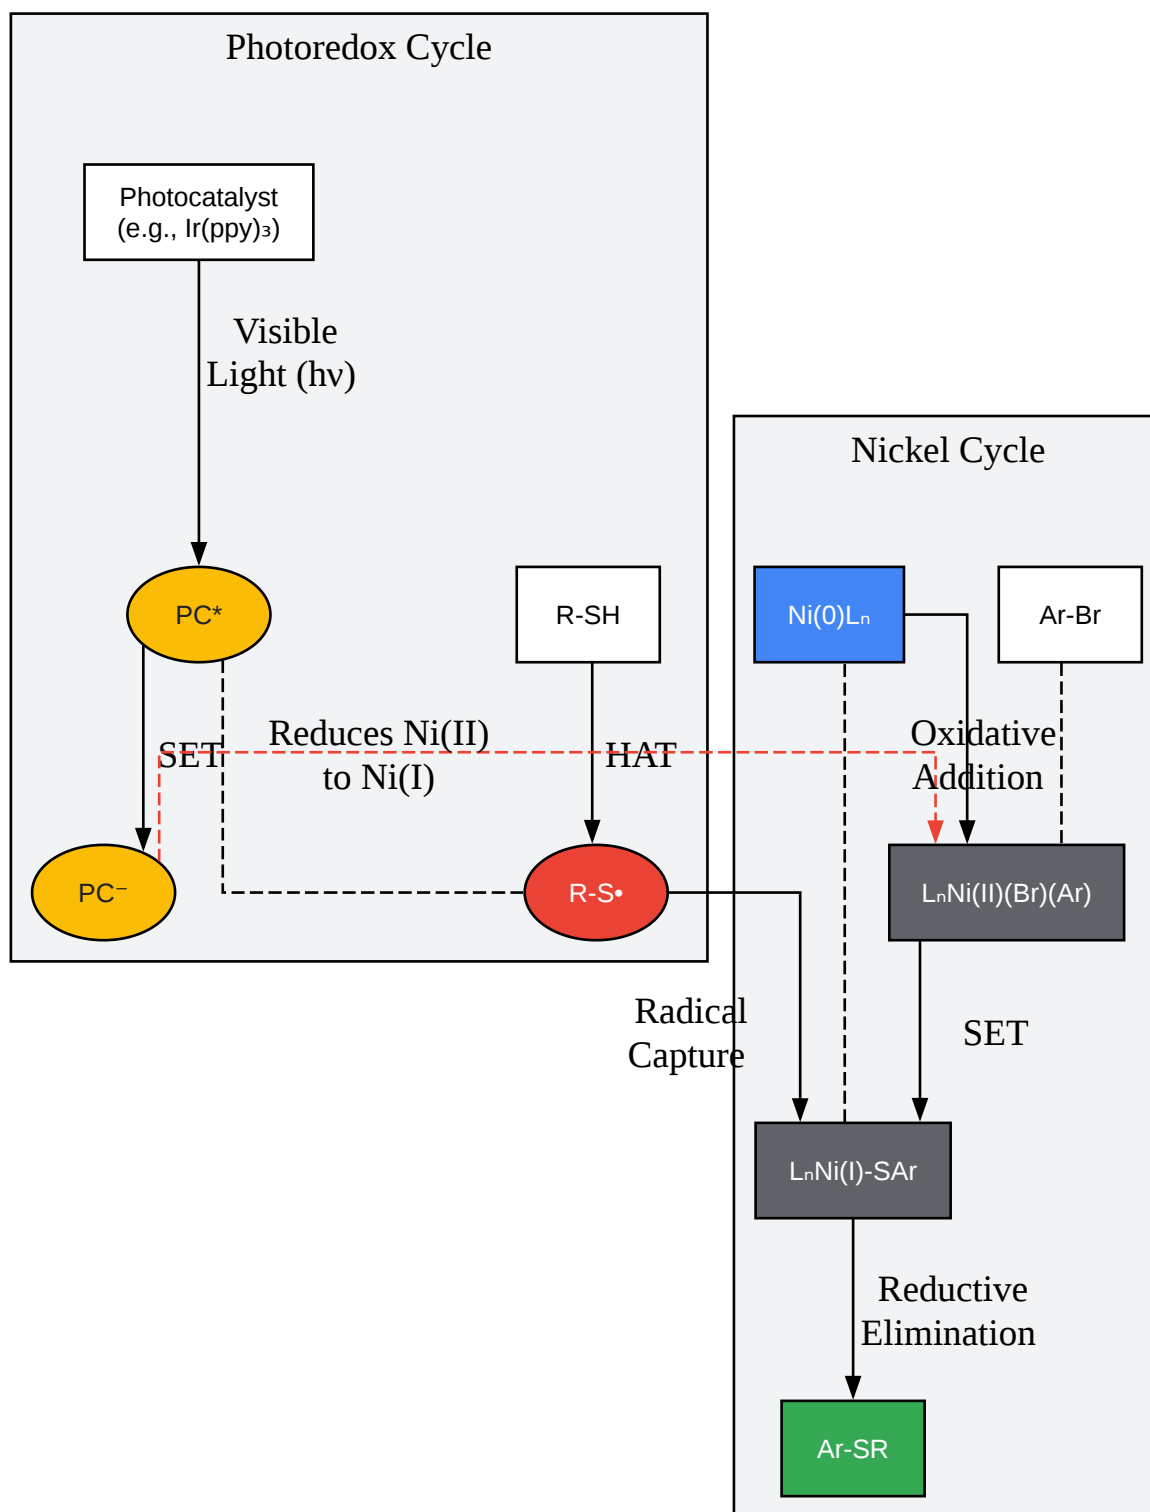 Photoredox Cycle
Photocatalyst
(e.g., Ir(ppy)₃)
Visible
Light (hν)
Nickel Cycle
PC*
R-SH
Ni(0)Lₙ
Ar-Br
SET
Reduces Ni(II)
to Ni(I)
HAT
Oxidative
Addition
PC⁻
R-S•
LₙNi(II)(Br)(Ar)
Radical
Capture
SET
LₙNi(I)-SAr
Reductive
Elimination
Ar-SR